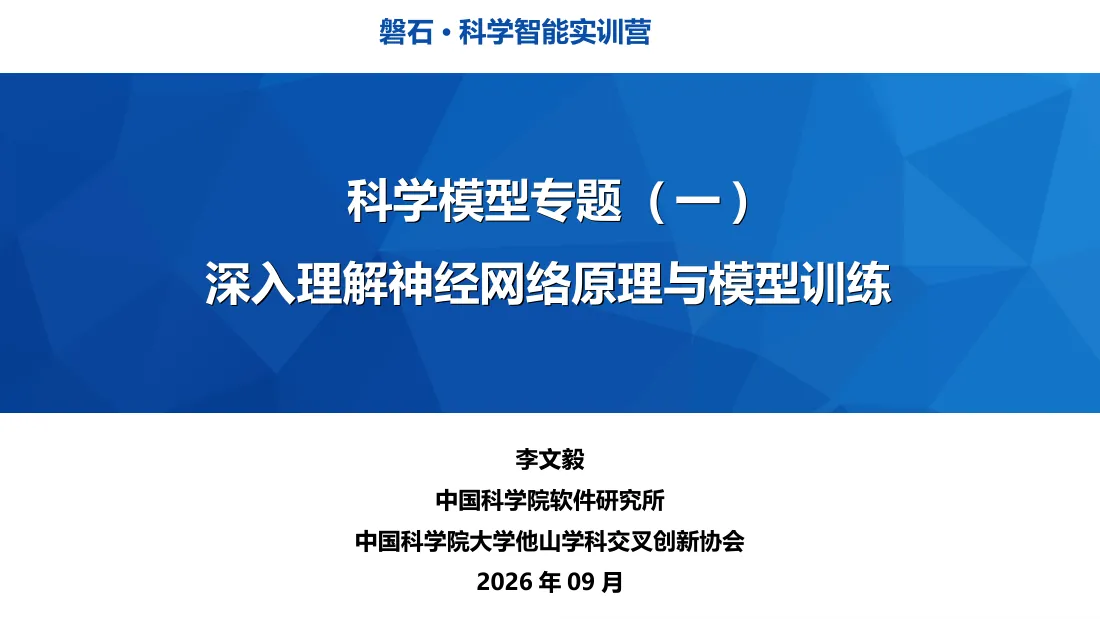 磐石·科学智能实训营
科学模型专题（一）
深入理解神经网络原理与模型训练
李文毅
中国科学院软件研究所
中国科学院大学他山学科交叉创新协会
2026 年 09 月